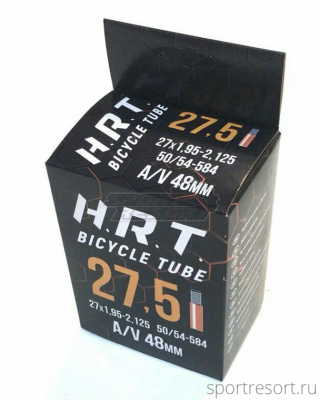 H.R.T.
BICYCLE TUBE
27.5
27x1,95-2,125
50/54-584
A/V 48MM
H.R.T.
BICYCLE TUBE
27,5
27x1,95-2,125 50/54-584
A/V 48MM
sportresort.ru